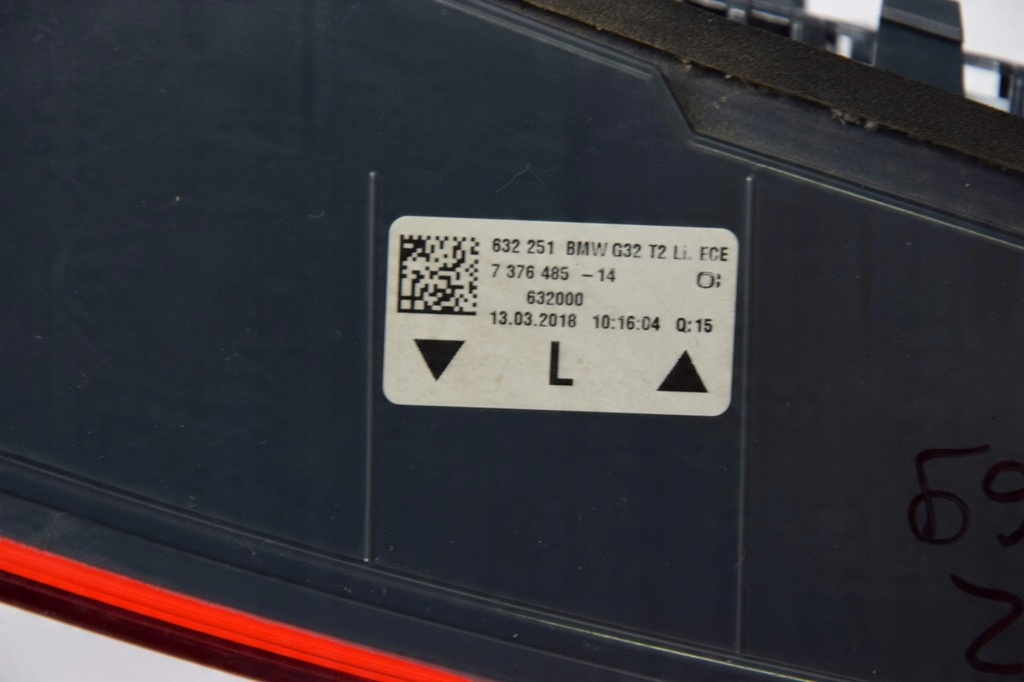 632 251 BMW G32 T2 Li. ECE
7 376 485 -14
632000
13.03.2018 10:16:04 Q:15
L